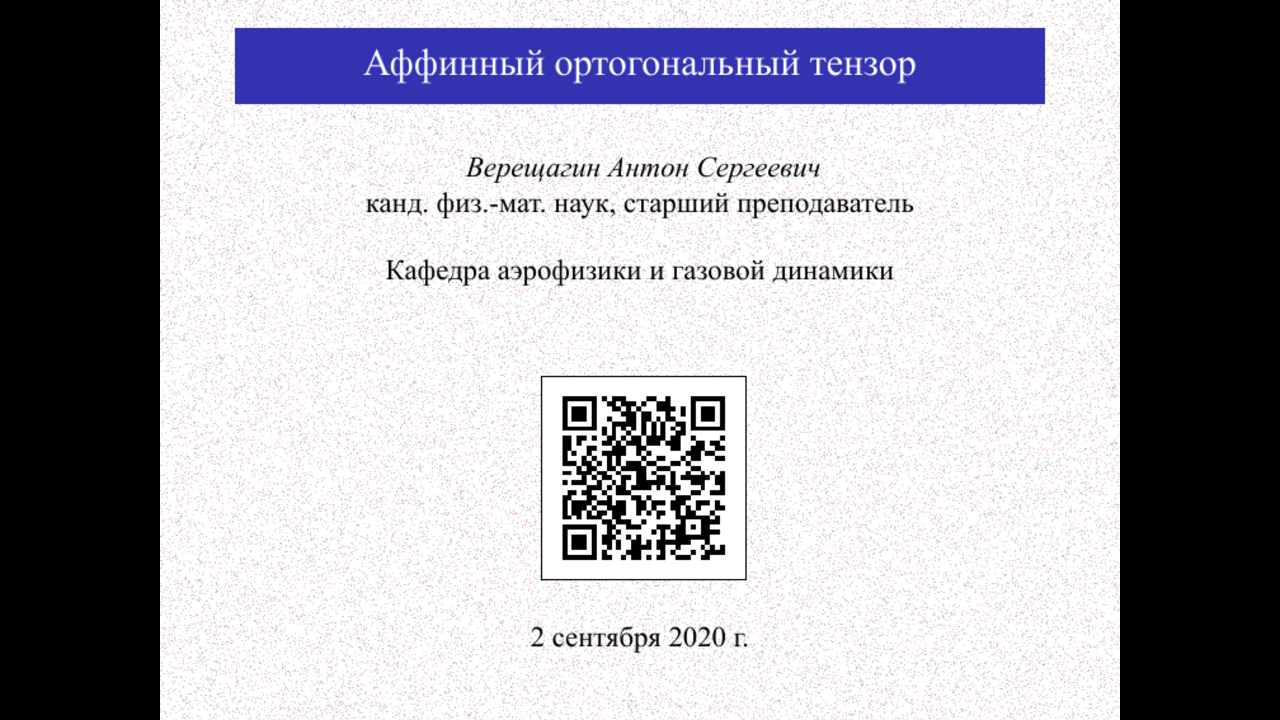 Аффинный ортогональный тензор
Верещагин Антон Сергеевич
канд. физ.-мат. наук, старший преподаватель
Кафедра аэрофизики и газовой динамики
2 сентября 2020 г.